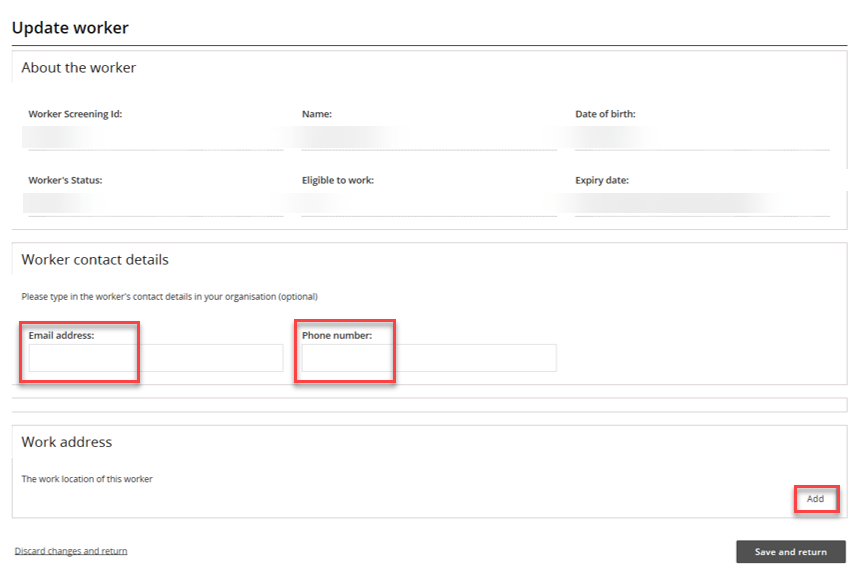 Update worker
About the worker
Worker Screening Id: Name: Date of birth:
Worker's Status: Eligible to work: Expiry date:
Worker contact details
Please type in the worker's contact details in your organisation (optional)
Email address: Phone number:
Work address
The work location of this worker
Add
Discard changes and return Save and return